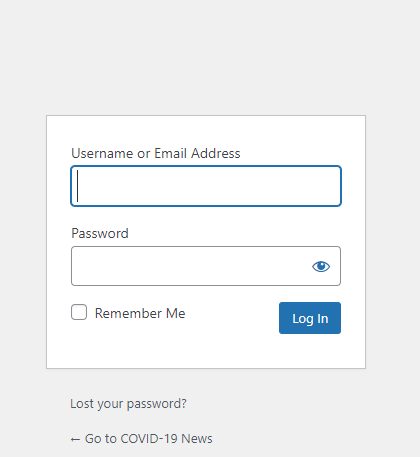 Username or Email Address
Password
Remember Me
Log In
Lost your password?
← Go to COVID-19 News